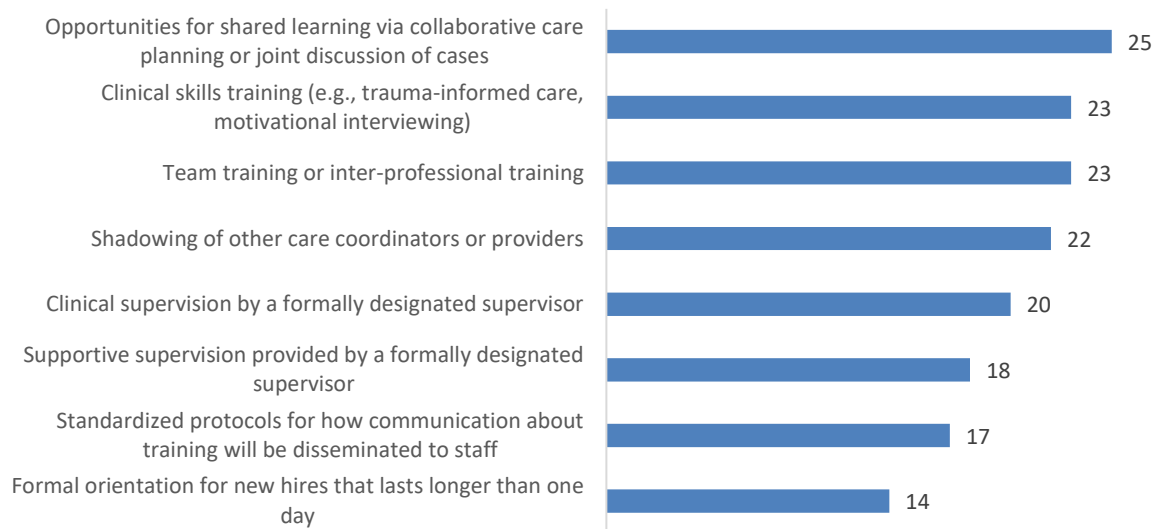 Opportunities for shared learning via collaborative care
planning or joint discussion of cases
25
Clinical skills training (e.g., trauma-informed care,
motivational interviewing)
23
Team training or inter-professional training
23
Shadowing of other care coordinators or providers
22
Clinical supervision by a formally designated supervisor
20
Supportive supervision provided by a formally designated
supervisor
18
Standardized protocols for how communication about
training will be disseminated to staff
17
Formal orientation for new hires that lasts longer than one
day
14